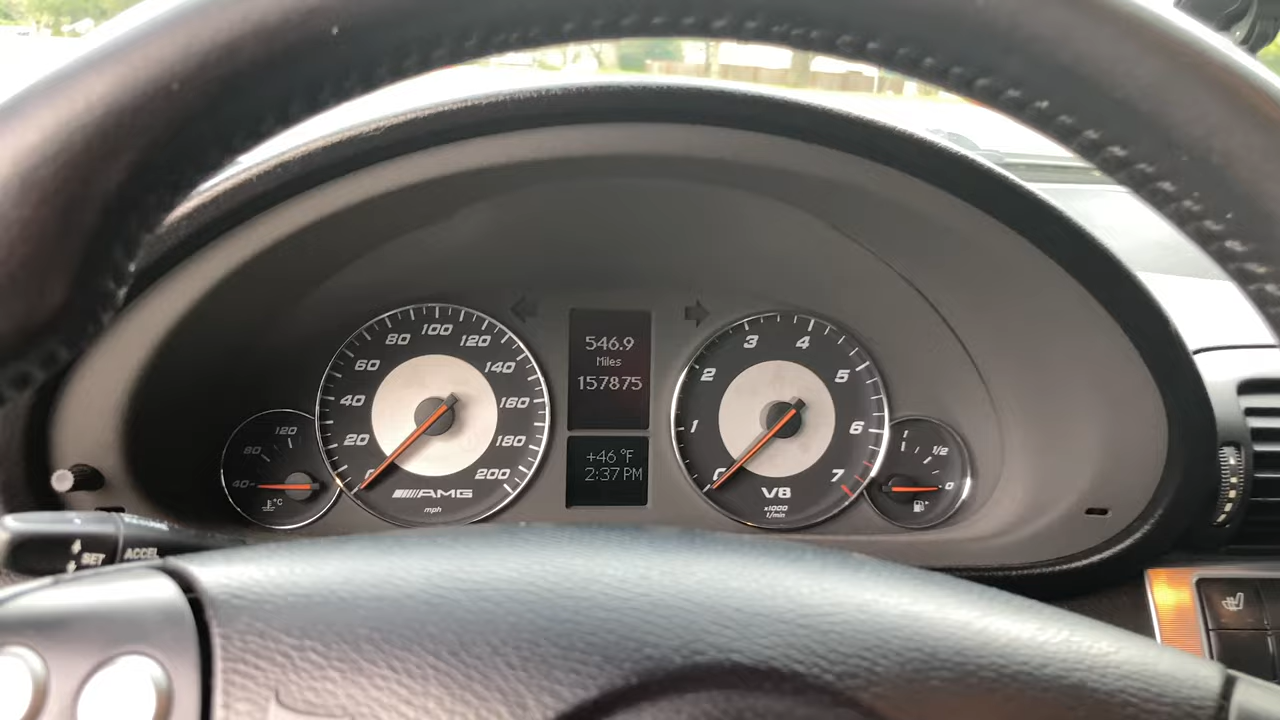 100
80 120
60 140
40 160
20 180
0 200
AMG
mph
120
80
40
°C
546.9
Miles
157875
+46 °F
2:37 PM
3 4
2 5
1 6
0 7
V8
x1000
1/min
1
1/2
0
SET
ACCEL